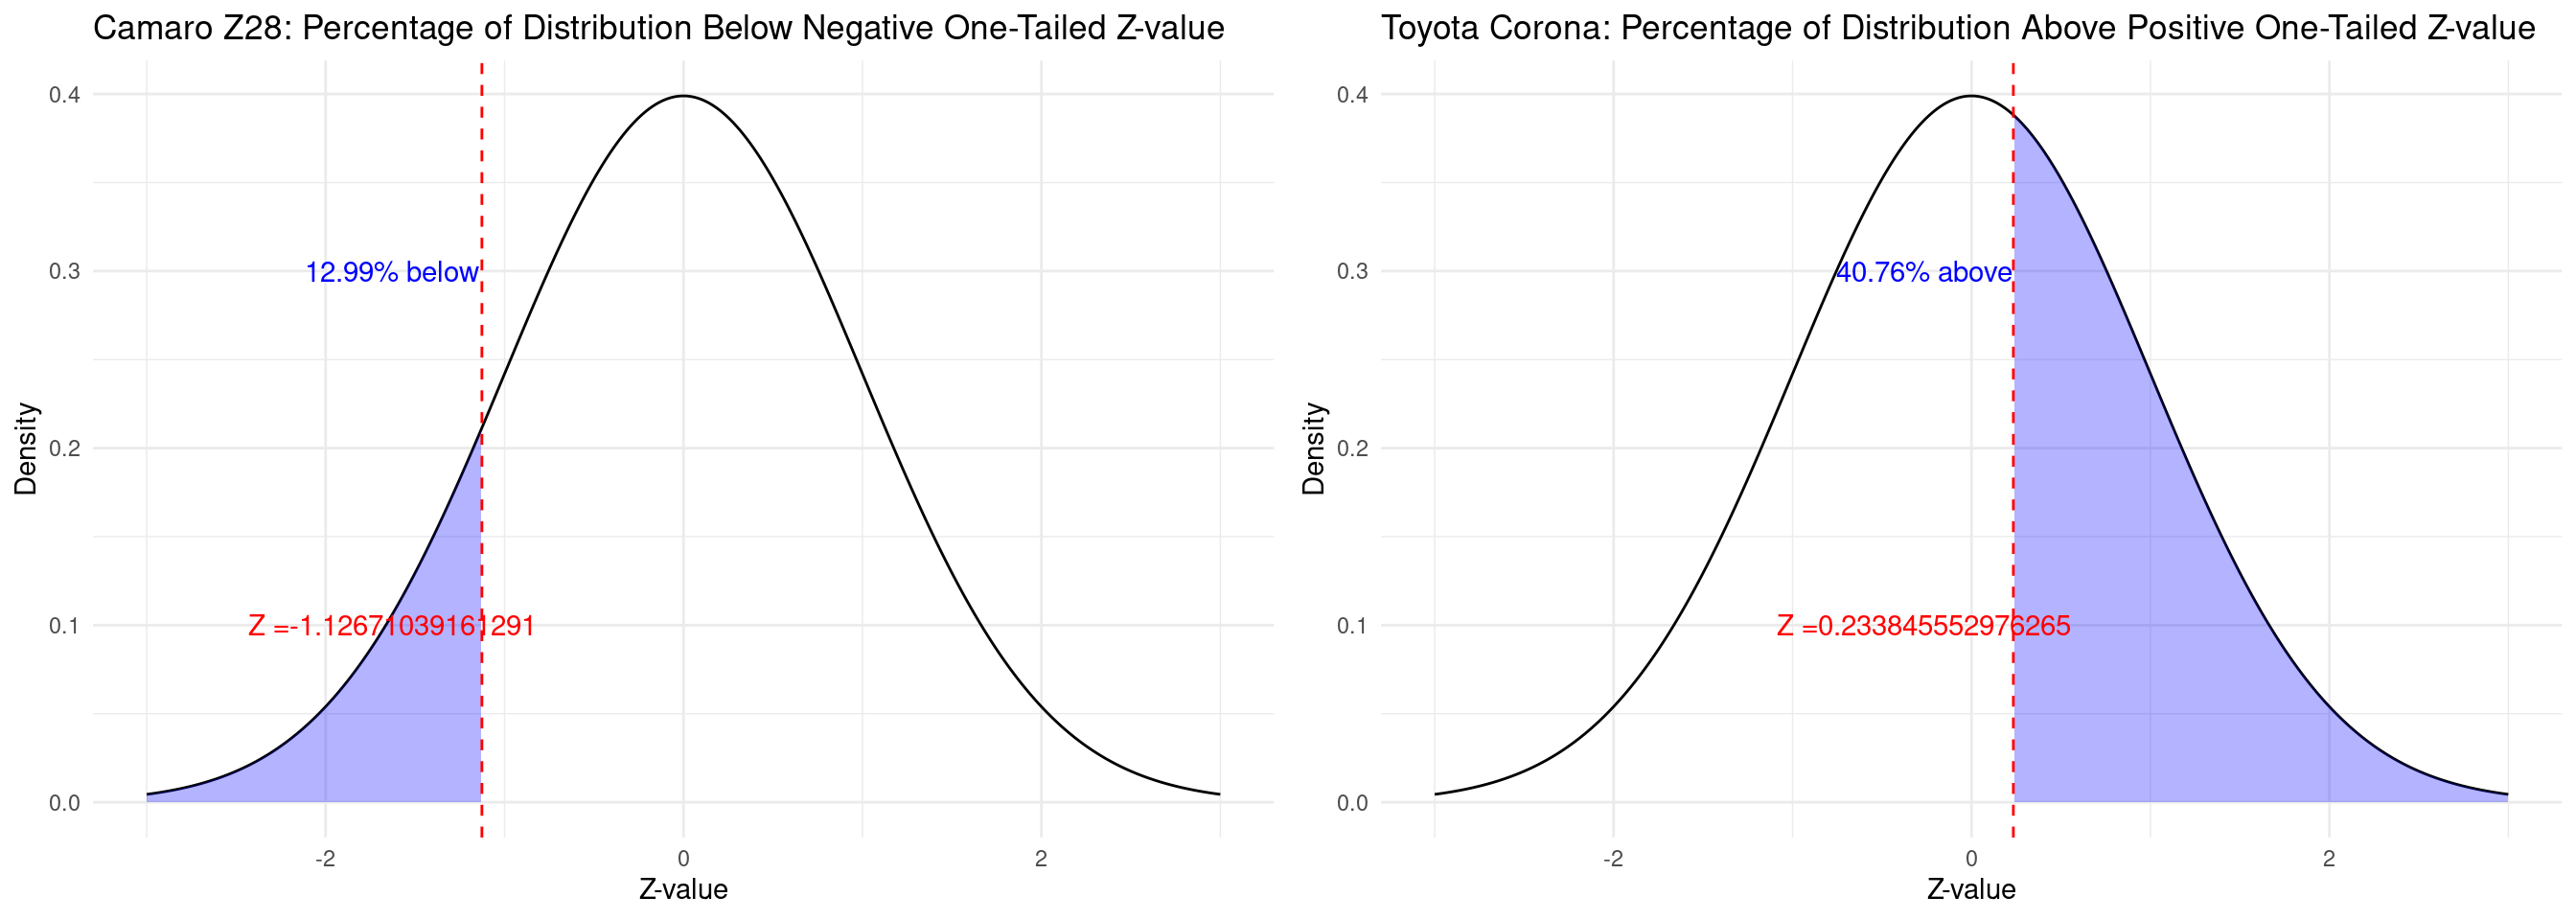 Camaro Z28: Percentage of Distribution Below Negative One-Tailed Z-value
0.4
0.3
0.2
0.1
0.0
Density
12.99% below
Z =-1.12671039161291
-2
0
2
Z-value
Toyota Corona: Percentage of Distribution Above Positive One-Tailed Z-value
0.4
0.3
0.2
0.1
0.0
Density
40.76% above
Z =0.233845552976265
-2
0
2
Z-value